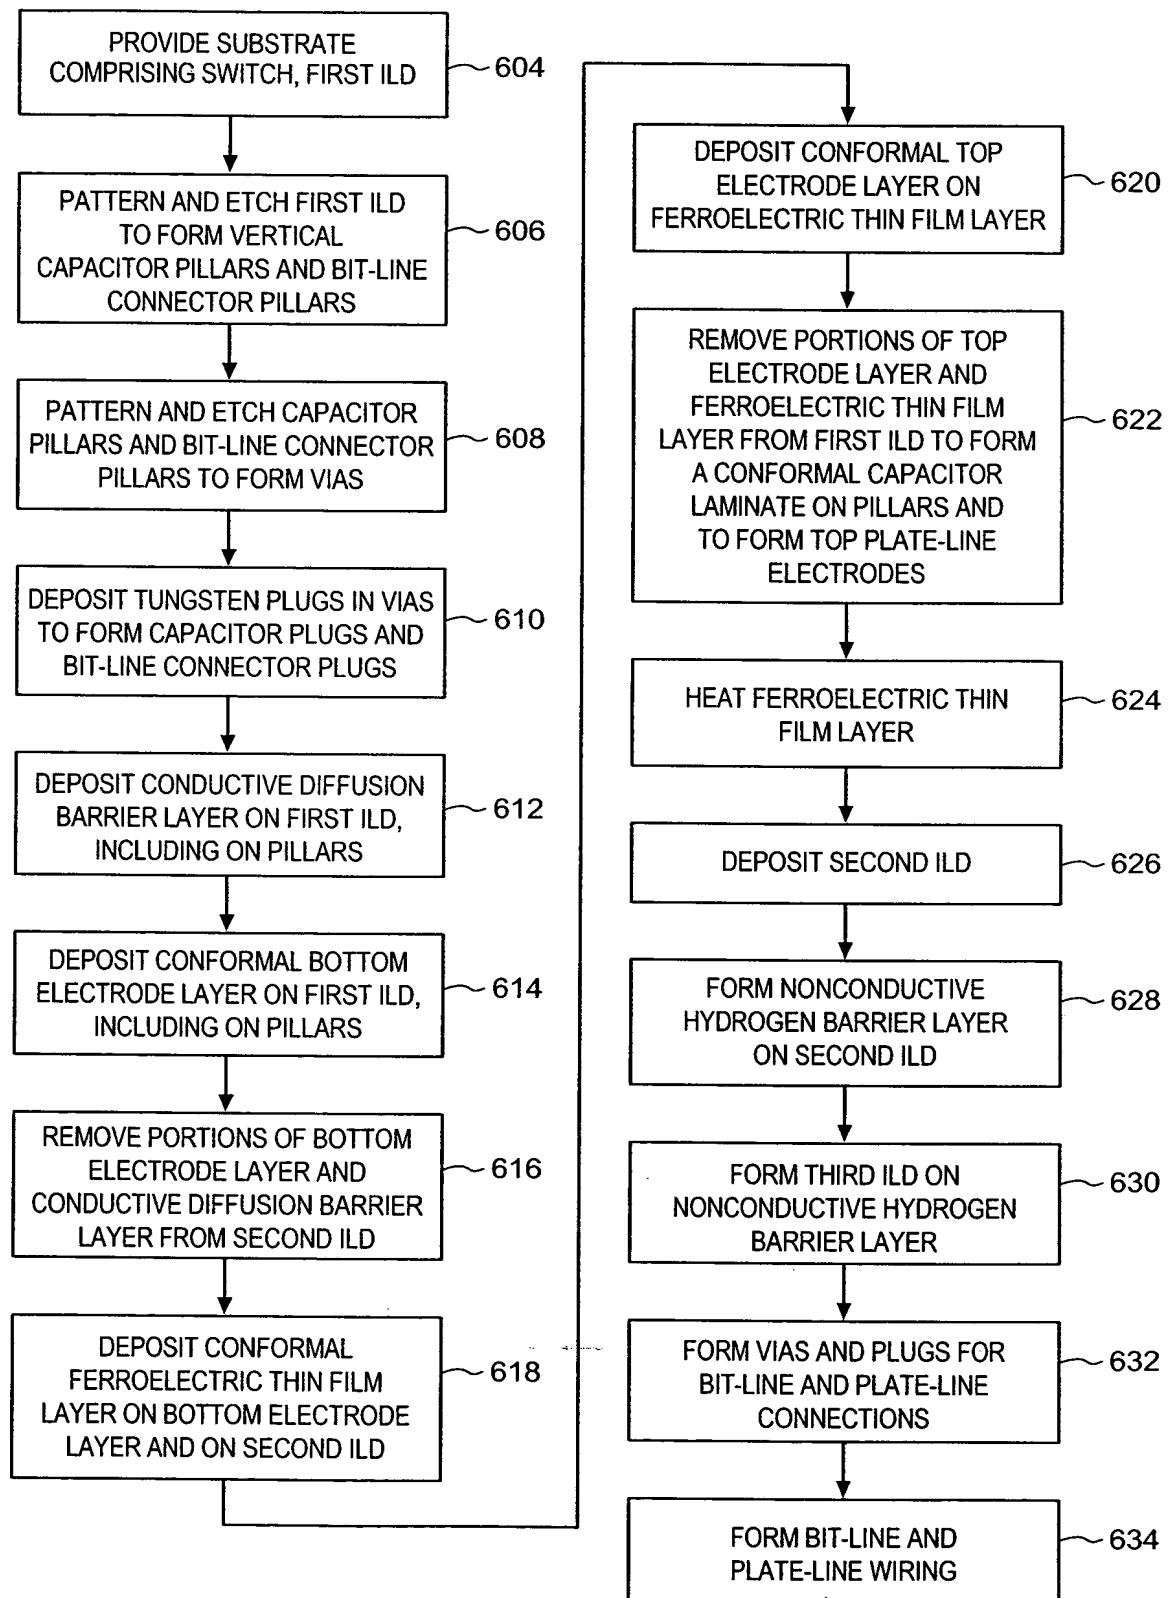 PROVIDE SUBSTRATE
COMPRISING SWITCH, FIRST ILD
604
PATTERN AND ETCH FIRST ILD
TO FORM VERTICAL
CAPACITOR PILLARS AND BIT-LINE
CONNECTOR PILLARS
606
PATTERN AND ETCH CAPACITOR
PILLARS AND BIT-LINE CONNECTOR
PILLARS TO FORM VIAS
608
DEPOSIT TUNGSTEN PLUGS IN VIAS
TO FORM CAPACITOR PLUGS AND
BIT-LINE CONNECTOR PLUGS
610
DEPOSIT CONDUCTIVE DIFFUSION
BARRIER LAYER ON FIRST ILD,
INCLUDING ON PILLARS
612
DEPOSIT CONFORMAL BOTTOM
ELECTRODE LAYER ON FIRST ILD,
INCLUDING ON PILLARS
614
REMOVE PORTIONS OF BOTTOM
ELECTRODE LAYER AND
CONDUCTIVE DIFFUSION BARRIER
LAYER FROM SECOND ILD
616
DEPOSIT CONFORMAL
FERROELECTRIC THIN FILM
LAYER ON BOTTOM ELECTRODE
LAYER AND ON SECOND ILD
618
DEPOSIT CONFORMAL TOP
ELECTRODE LAYER ON
FERROELECTRIC THIN FILM LAYER
620
REMOVE PORTIONS OF TOP
ELECTRODE LAYER AND
FERROELECTRIC THIN FILM
LAYER FROM FIRST ILD TO FORM
A CONFORMAL CAPACITOR
LAMINATE ON PILLARS AND
TO FORM TOP PLATE-LINE
ELECTRODES
622
HEAT FERROELECTRIC THIN
FILM LAYER
624
DEPOSIT SECOND ILD
626
FORM NONCONDUCTIVE
HYDROGEN BARRIER LAYER
ON SECOND ILD
628
FORM THIRD ILD ON
NONCONDUCTIVE HYDROGEN
BARRIER LAYER
630
FORM VIAS AND PLUGS FOR
BIT-LINE AND PLATE-LINE
CONNECTIONS
632
FORM BIT-LINE AND
PLATE-LINE WIRING
634